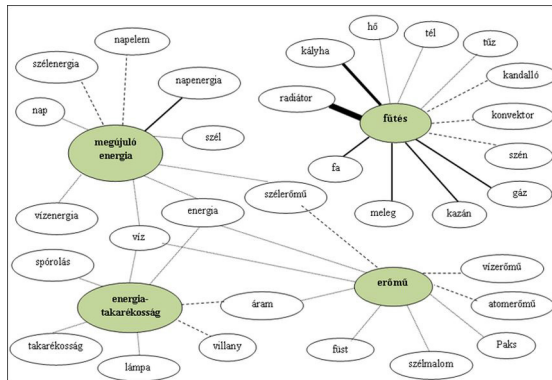 napelem
hő
tél
tűz
kályha
szélenergia
napenergia
kandalló
radiátor
nap
fűtés
konvektor
szél
megújuló
energia
szén
fa
gáz
szélerőmű
vízenergia
energia
meleg
kazán
víz
spórolás
vízerőmű
erőmű
energia-
takarékosság
áram
atomerőmű
takarékosság
villany
füst
Paks
lámpa
szélmalom